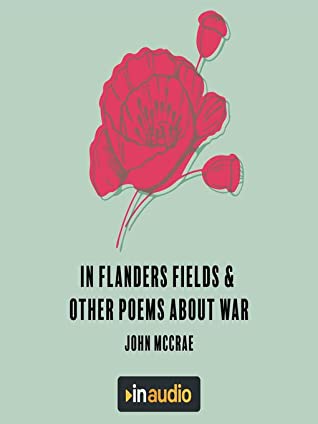 IN FLANDERS FIELDS &
OTHER POEMS ABOUT WAR
JOHN MCCRAE
inaudio